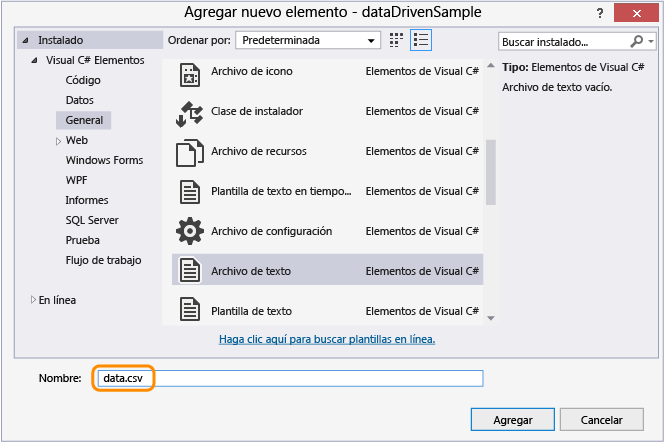 Agregar nuevo elemento - dataDrivenSample
? ×
Instalado
Visual C# Elementos
Código
Datos
General
Web
Windows Forms
WPF
Informes
SQL Server
Prueba
Flujo de trabajo
En línea
Ordenar por: Predeterminada
Archivo de icono Elementos de Visual C#
Clase de instalador Elementos de Visual C#
Archivo de recursos Elementos de Visual C#
Plantilla de texto en tiempo... Elementos de Visual C#
Archivo de configuración Elementos de Visual C#
Archivo de texto Elementos de Visual C#
Plantilla de texto Elementos de Visual C#
Haga clic aquí para buscar plantillas en línea.
Buscar instalado...
Tipo: Elementos de Visual C#
Archivo de texto vacío.
Nombre: data.csv
Agregar Cancelar